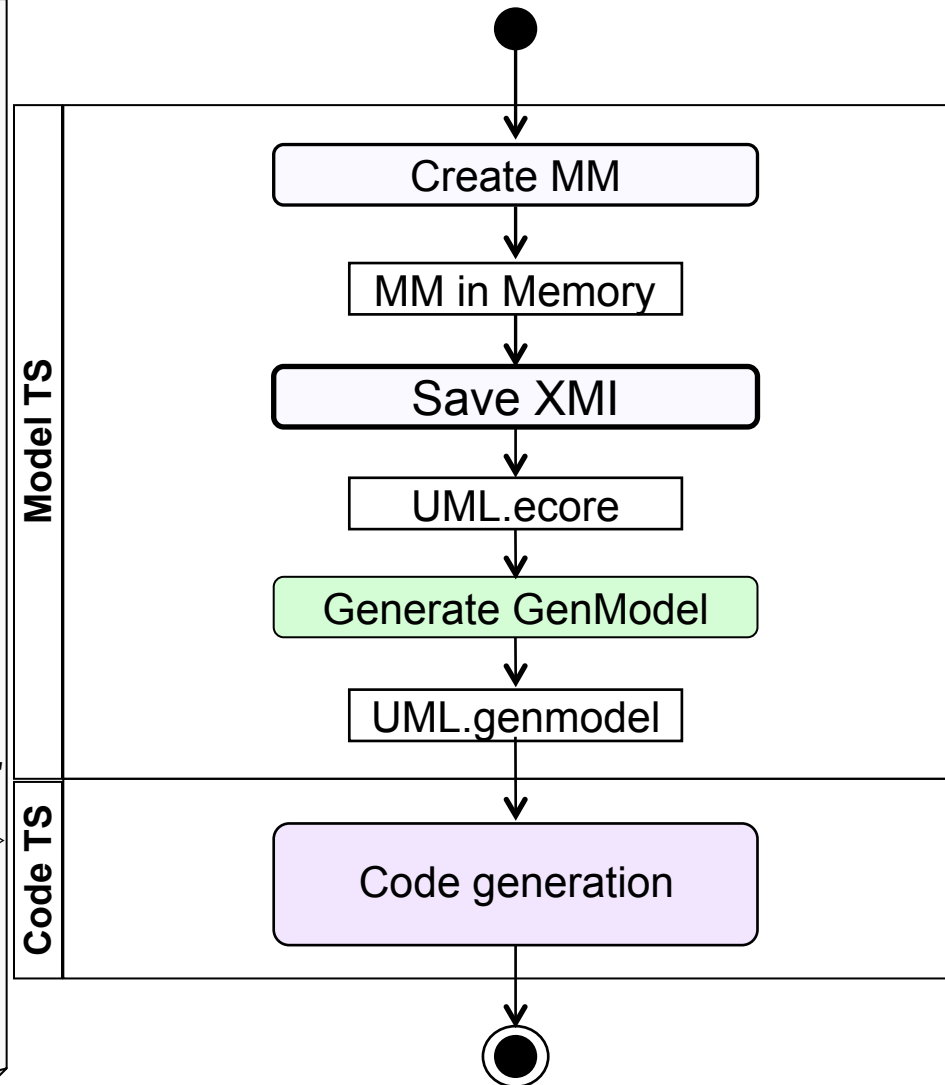 Model TS
Create MM
MM in Memory
Save XMI
UML.ecore
Generate GenModel
UML.genmodel
Code TS
Code generation